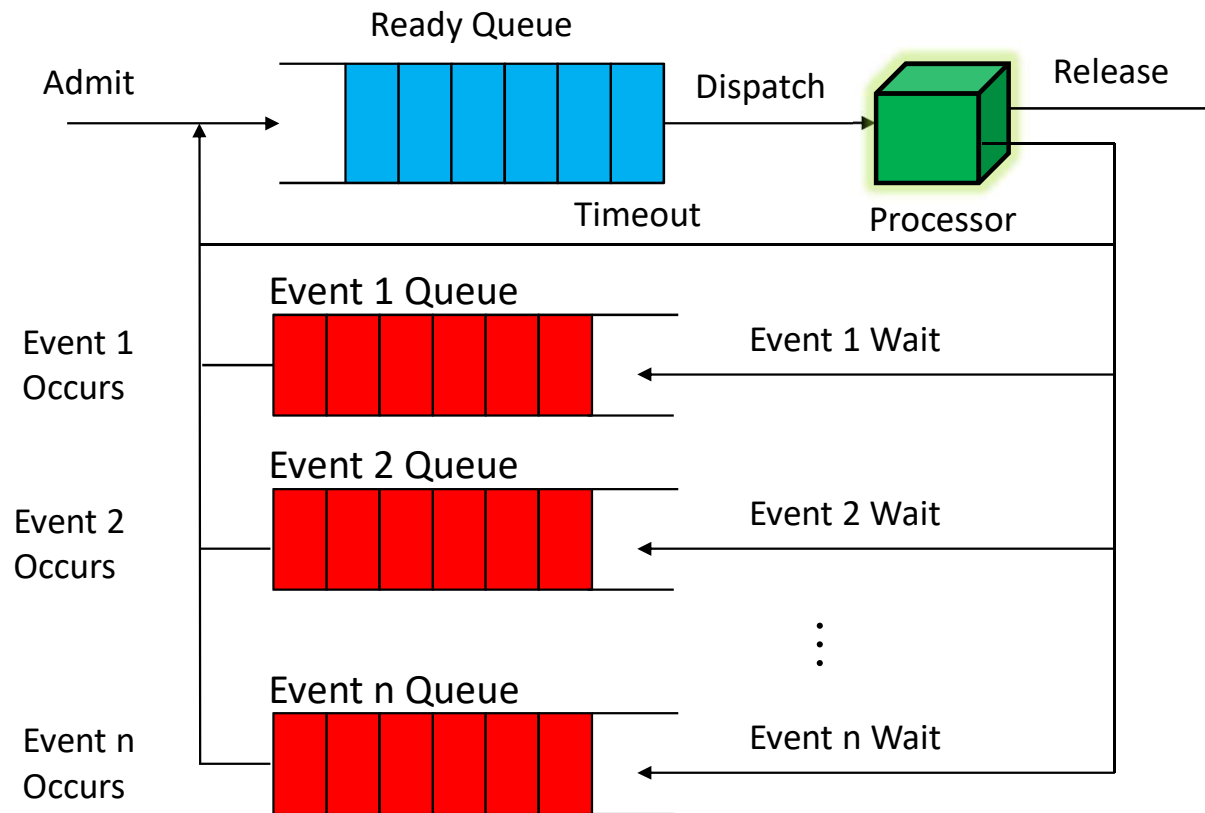 Ready Queue
Admit
Dispatch
Release
Timeout
Processor
Event 1 Queue
Event 1
Occurs
Event 1 Wait
Event 2 Queue
Event 2
Occurs
Event 2 Wait
⋮
Event n Queue
Event n
Occurs
Event n Wait